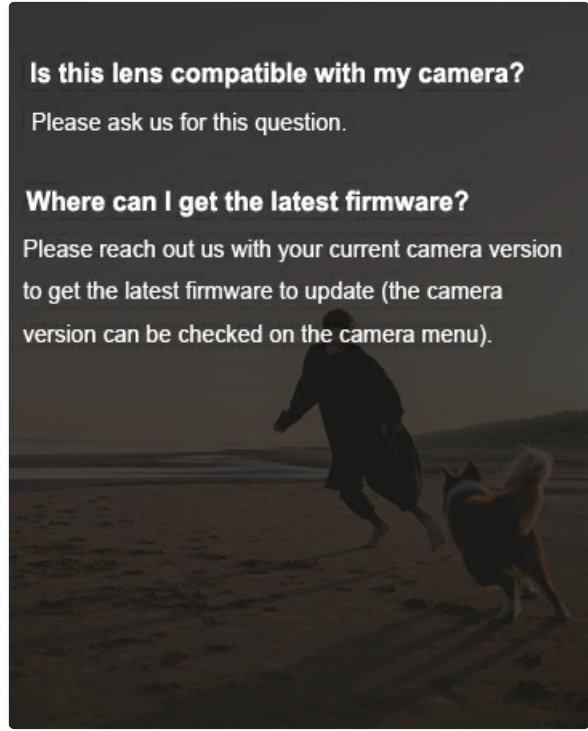 Is this lens compatible with my camera?
Please ask us for this question.
Where can I get the latest firmware?
Please reach out us with your current camera version
to get the latest firmware to update (the camera
version can be checked on the camera menu).